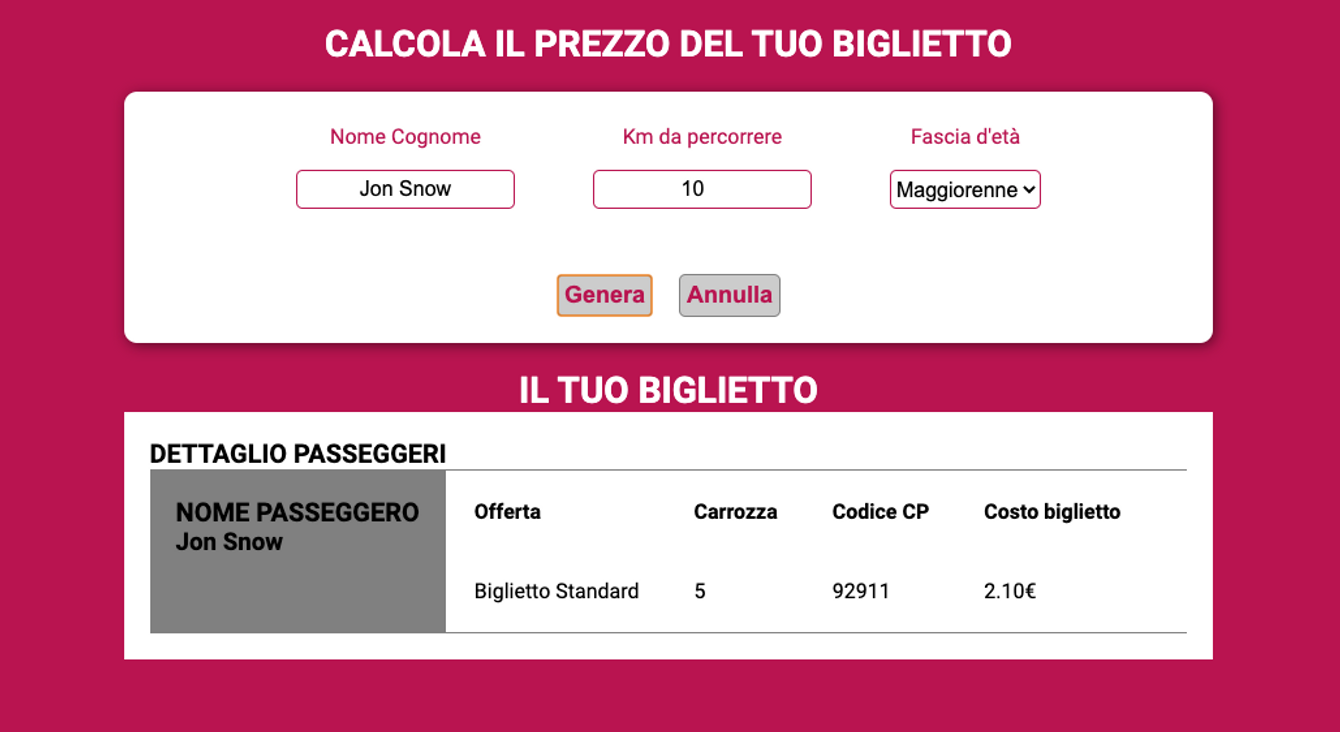 CALCOLA IL PREZZO DEL TUO BIGLIETTO
Nome Cognome Km da percorrere Fascia d'età
Jon Snow 10 Maggiorenne
Genera Annulla
IL TUO BIGLIETTO
DETTAGLIO PASSEGGERI
NOME PASSEGGERO
Jon Snow
Offerta Carrozza Codice CP Costo biglietto
Biglietto Standard 5 92911 2.10€